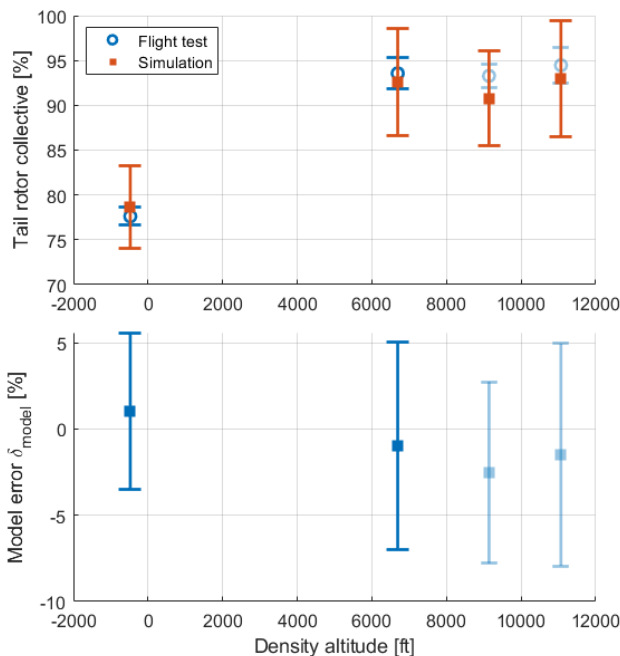 100
95
90
85
80
75
70
Tail rotor collective [%]
Flight test
Simulation
-2000 0 2000 4000 6000 8000 10000 12000
5
0
-5
-10
Model error δmodel [%]
-2000 0 2000 4000 6000 8000 10000 12000
Density altitude [ft]